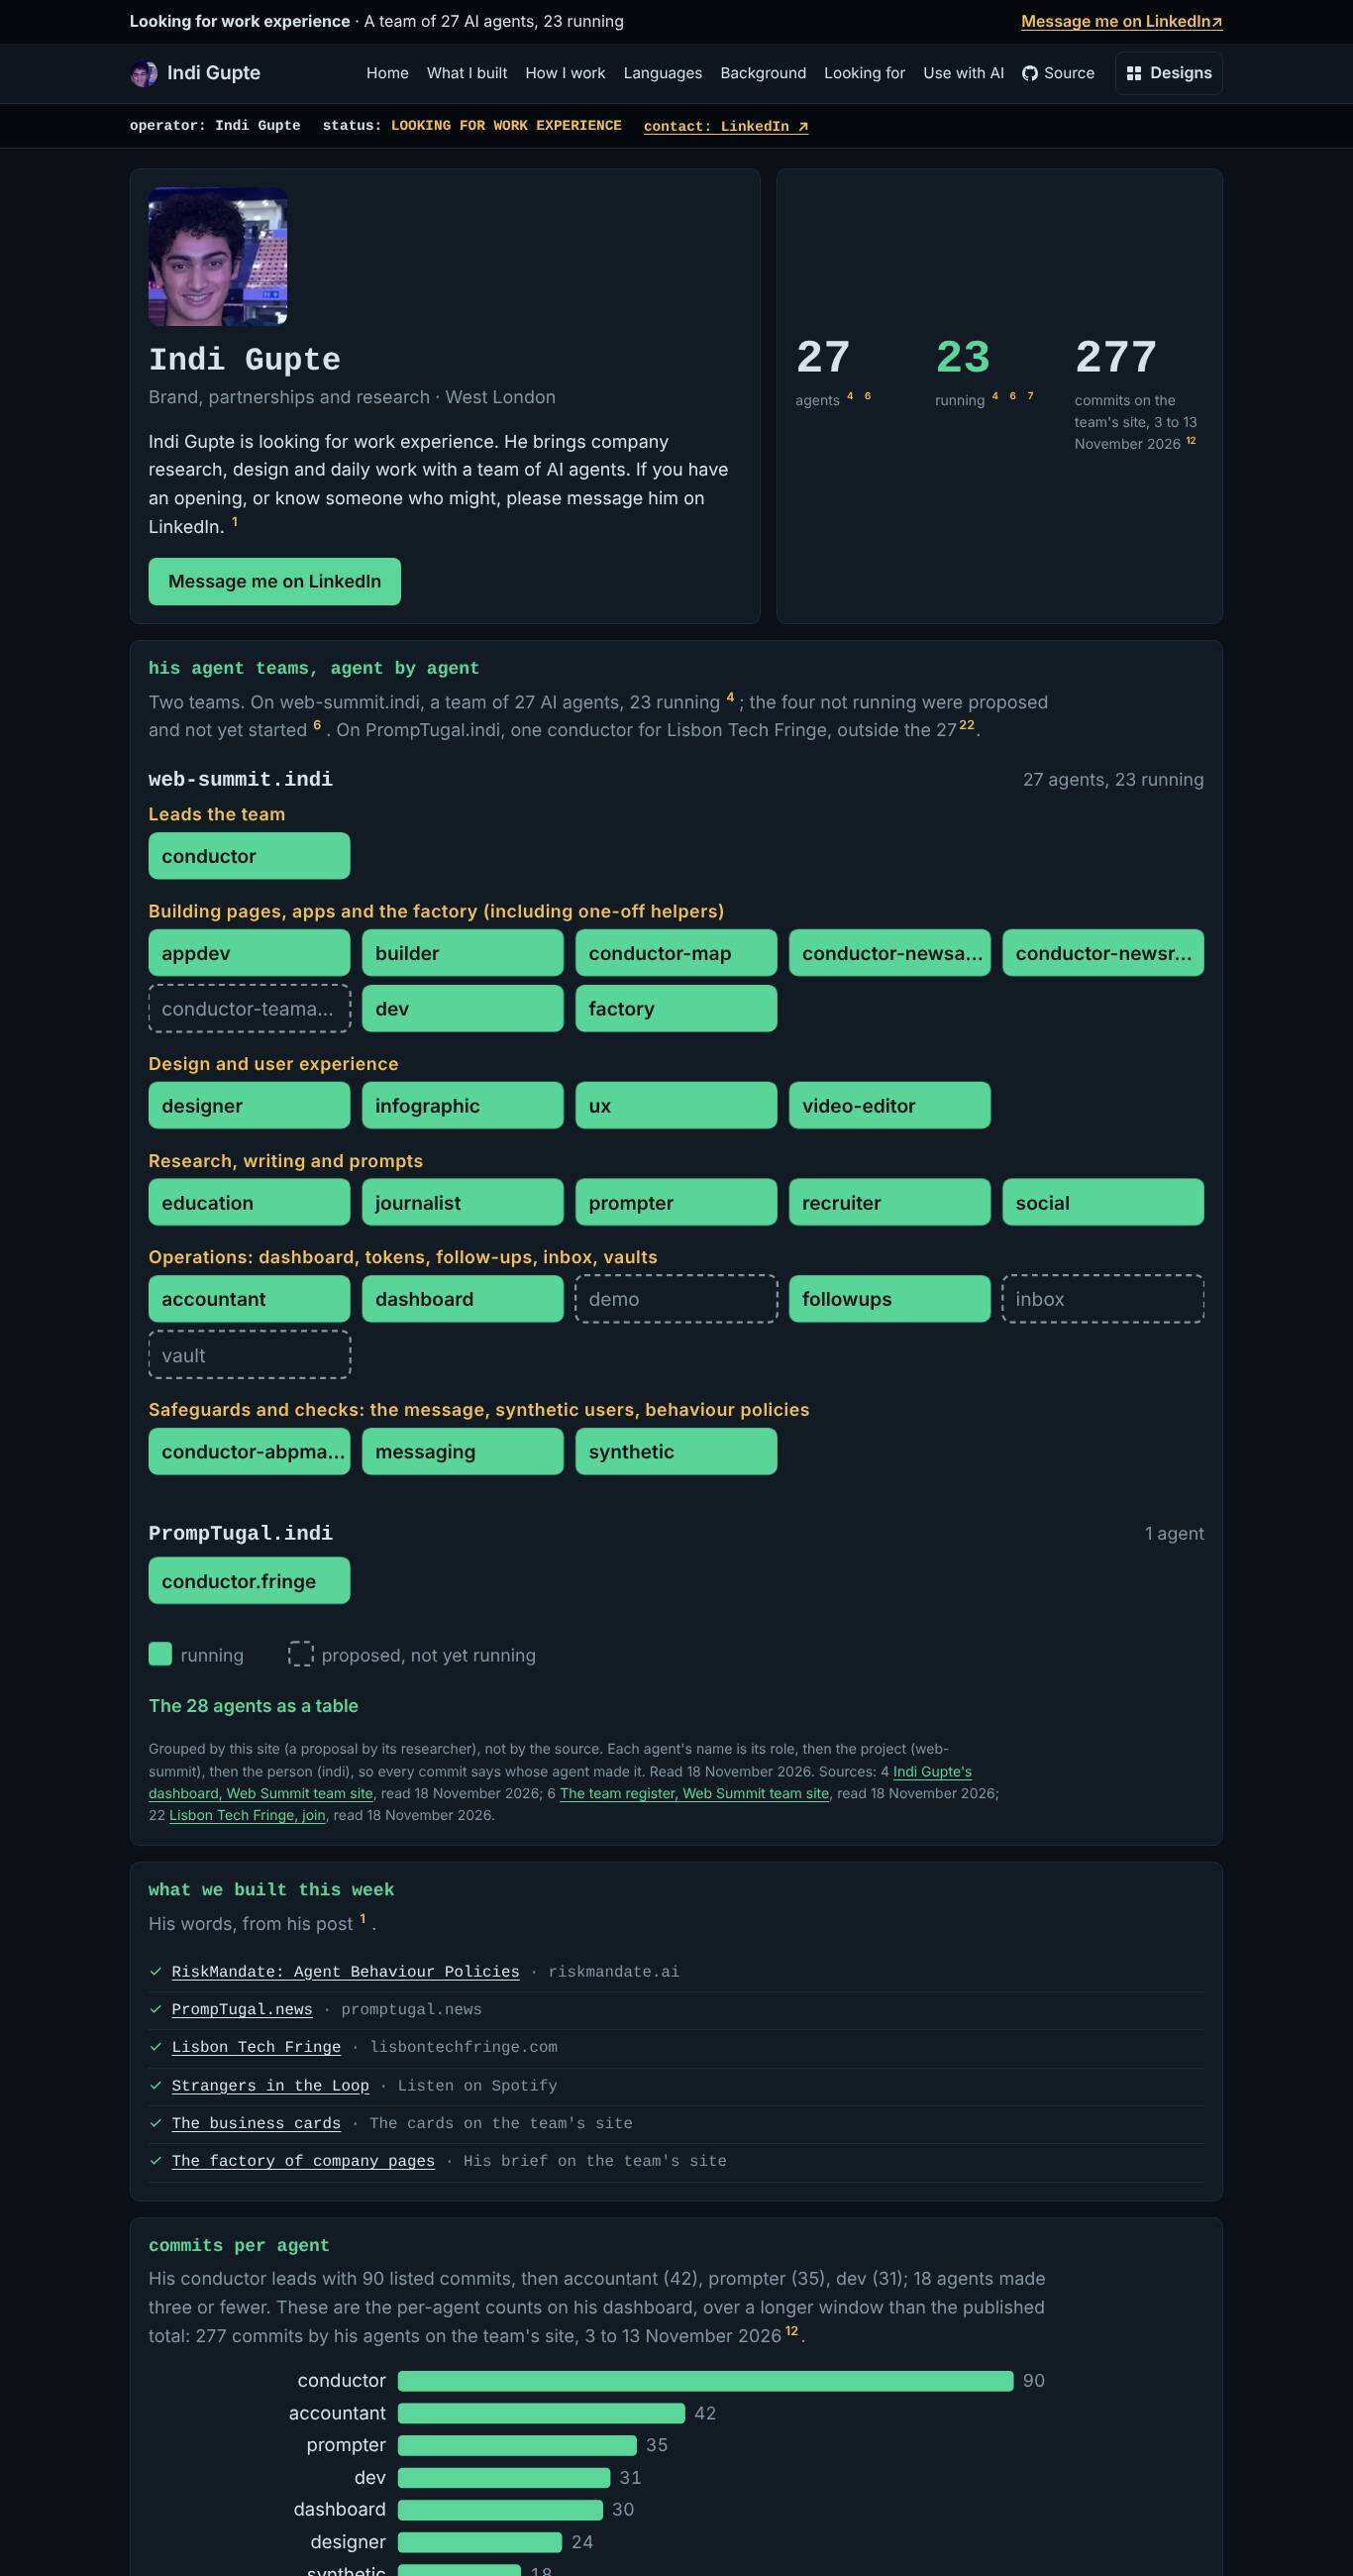 Looking for work experience · A team of 27 AI agents, 23 running
Message me on LinkedIn↗
Indi Gupte
Home What I built How I work Languages Background Looking for Use with AI Source Designs
operator: Indi Gupte status: LOOKING FOR WORK EXPERIENCE contact: LinkedIn ↗
Indi Gupte
Brand, partnerships and research · West London
Indi Gupte is looking for work experience. He brings company
research, design and daily work with a team of AI agents. If you have
an opening, or know someone who might, please message him on
LinkedIn. 1
Message me on LinkedIn
27
agents 4 6
23
running 4 6 7
277
commits on the
team's site, 3 to 13
November 2026 12
his agent teams, agent by agent
Two teams. On web-summit.indi, a team of 27 AI agents, 23 running 4 ; the four not running were proposed
and not yet started 6 . On PrompTugal.indi, one conductor for Lisbon Tech Fringe, outside the 27 22.
web-summit.indi
27 agents, 23 running
Leads the team
conductor
Building pages, apps and the factory (including one-off helpers)
appdev builder conductor-map conductor-newsa... conductor-newsr...
conductor-teama... dev factory
Design and user experience
designer infographic ux video-editor
Research, writing and prompts
education journalist prompter recruiter social
Operations: dashboard, tokens, follow-ups, inbox, vaults
accountant dashboard demo followups inbox
vault
Safeguards and checks: the message, synthetic users, behaviour policies
conductor-abpma... messaging synthetic
PrompTugal.indi
1 agent
conductor.fringe
running proposed, not yet running
The 28 agents as a table
Grouped by this site (a proposal by its researcher), not by the source. Each agent's name is its role, then the project (web-
summit), then the person (indi), so every commit says whose agent made it. Read 18 November 2026. Sources: 4 Indi Gupte's
dashboard, Web Summit team site, read 18 November 2026; 6 The team register, Web Summit team site, read 18 November 2026;
22 Lisbon Tech Fringe, join, read 18 November 2026.
what we built this week
His words, from his post 1 .
✓ RiskMandate: Agent Behaviour Policies · riskmandate.ai
✓ PrompTugal.news · promptugal.news
✓ Lisbon Tech Fringe · lisbontechfringe.com
✓ Strangers in the Loop · Listen on Spotify
✓ The business cards · The cards on the team's site
✓ The factory of company pages · His brief on the team's site
commits per agent
His conductor leads with 90 listed commits, then accountant (42), prompter (35), dev (31); 18 agents made
three or fewer. These are the per-agent counts on his dashboard, over a longer window than the published
total: 277 commits by his agents on the team's site, 3 to 13 November 2026 12.
conductor 90
accountant 42
prompter 35
dev 31
dashboard 30
designer 24
synthetic 18